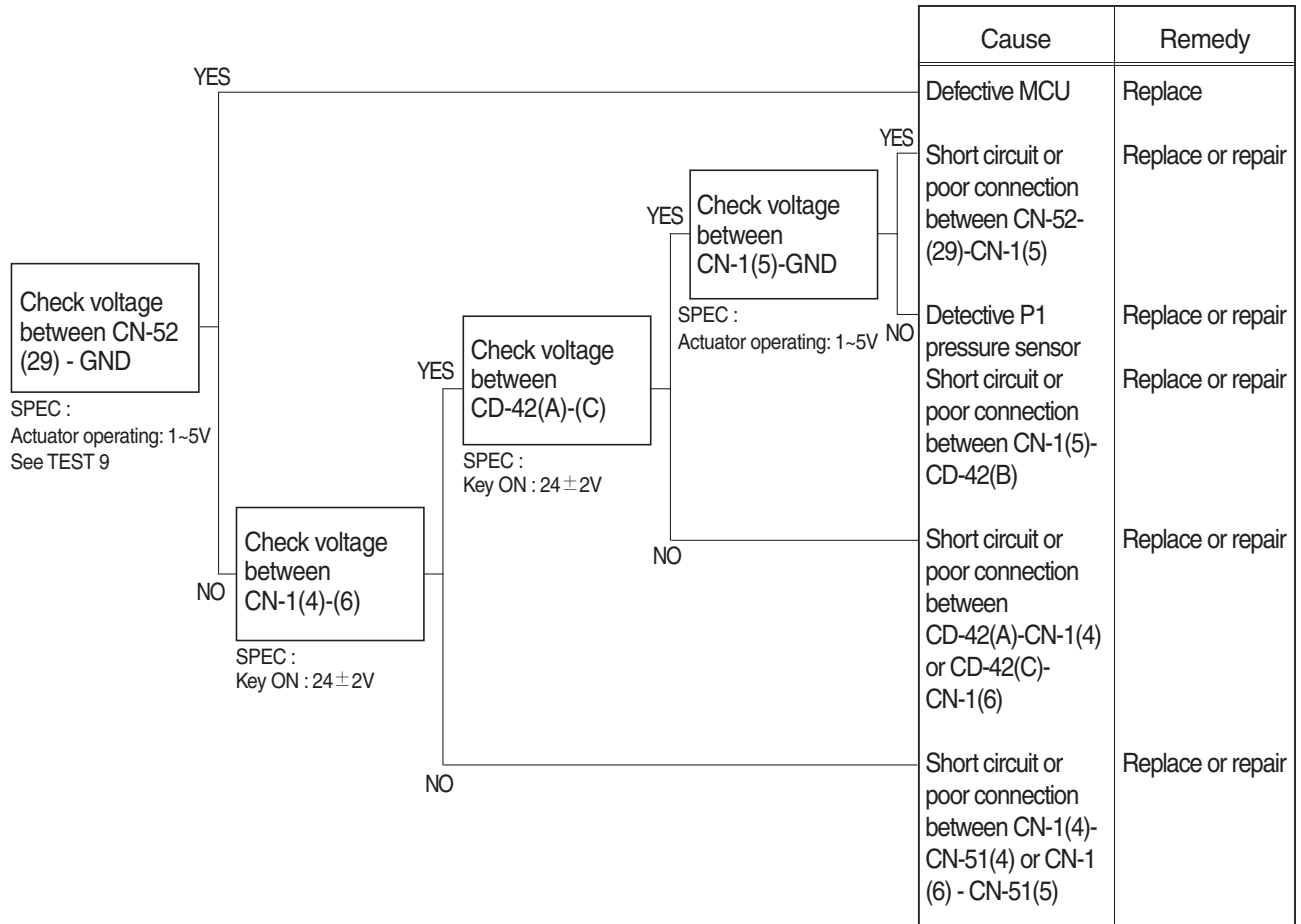 Cause
Remedy
YES
Defective MCU
Replace
YES
Short circuit or
poor connection
between CN-52-
(29)-CN-1(5)
Replace or repair
YES
Check voltage
between
CN-1(5)-GND
SPEC :
Actuator operating: 1~5V
NO
Detective P1
pressure sensor
Replace or repair
Short circuit or
poor connection
between CN-1(5)-
CD-42(B)
Replace or repair
Check voltage
between CN-52
(29) - GND
SPEC :
Actuator operating: 1~5V
See TEST 9
YES
Check voltage
between
CD-42(A)-(C)
SPEC :
Key ON : 24±2V
NO
Short circuit or
poor connection
between
CD-42(A)-CN-1(4)
or CD-42(C)-
CN-1(6)
Replace or repair
NO
Check voltage
between
CN-1(4)-(6)
SPEC :
Key ON : 24±2V
NO
Short circuit or
poor connection
between CN-1(4)-
CN-51(4) or CN-1
(6) - CN-51(5)
Replace or repair